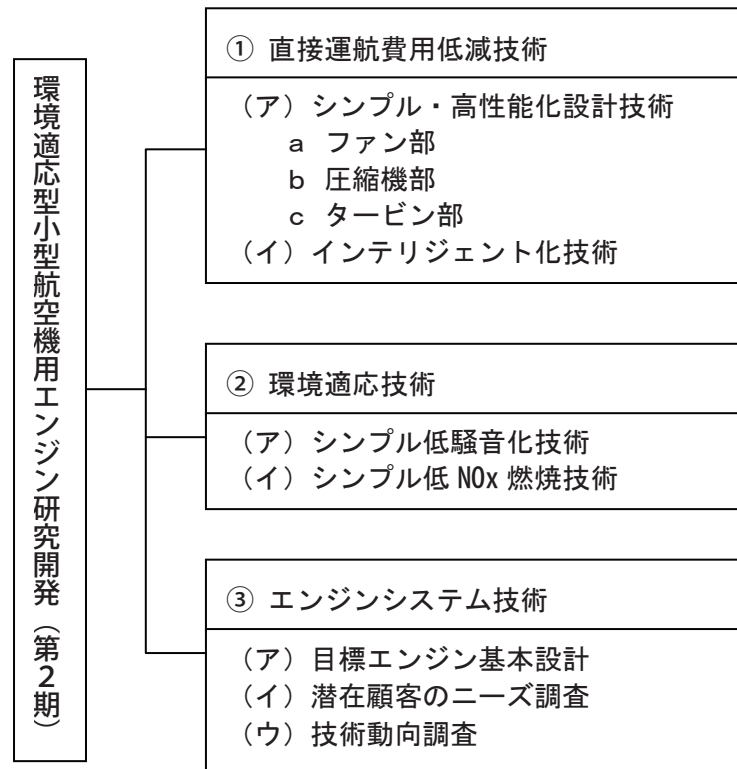 環境適応型小型航空機用エンジン研究開発(第2期)
① 直接運航費用低減技術
(ア)シンプル・高性能化設計技術
a ファン部
b 圧縮機部
c タービン部
(イ)インテリジェント化技術
② 環境適応技術
(ア)シンプル低騒音化技術
(イ)シンプル低 NOx 燃焼技術
③ エンジンシステム技術
(ア)目標エンジン基本設計
(イ)潜在顧客のニーズ調査
(ウ)技術動向調査